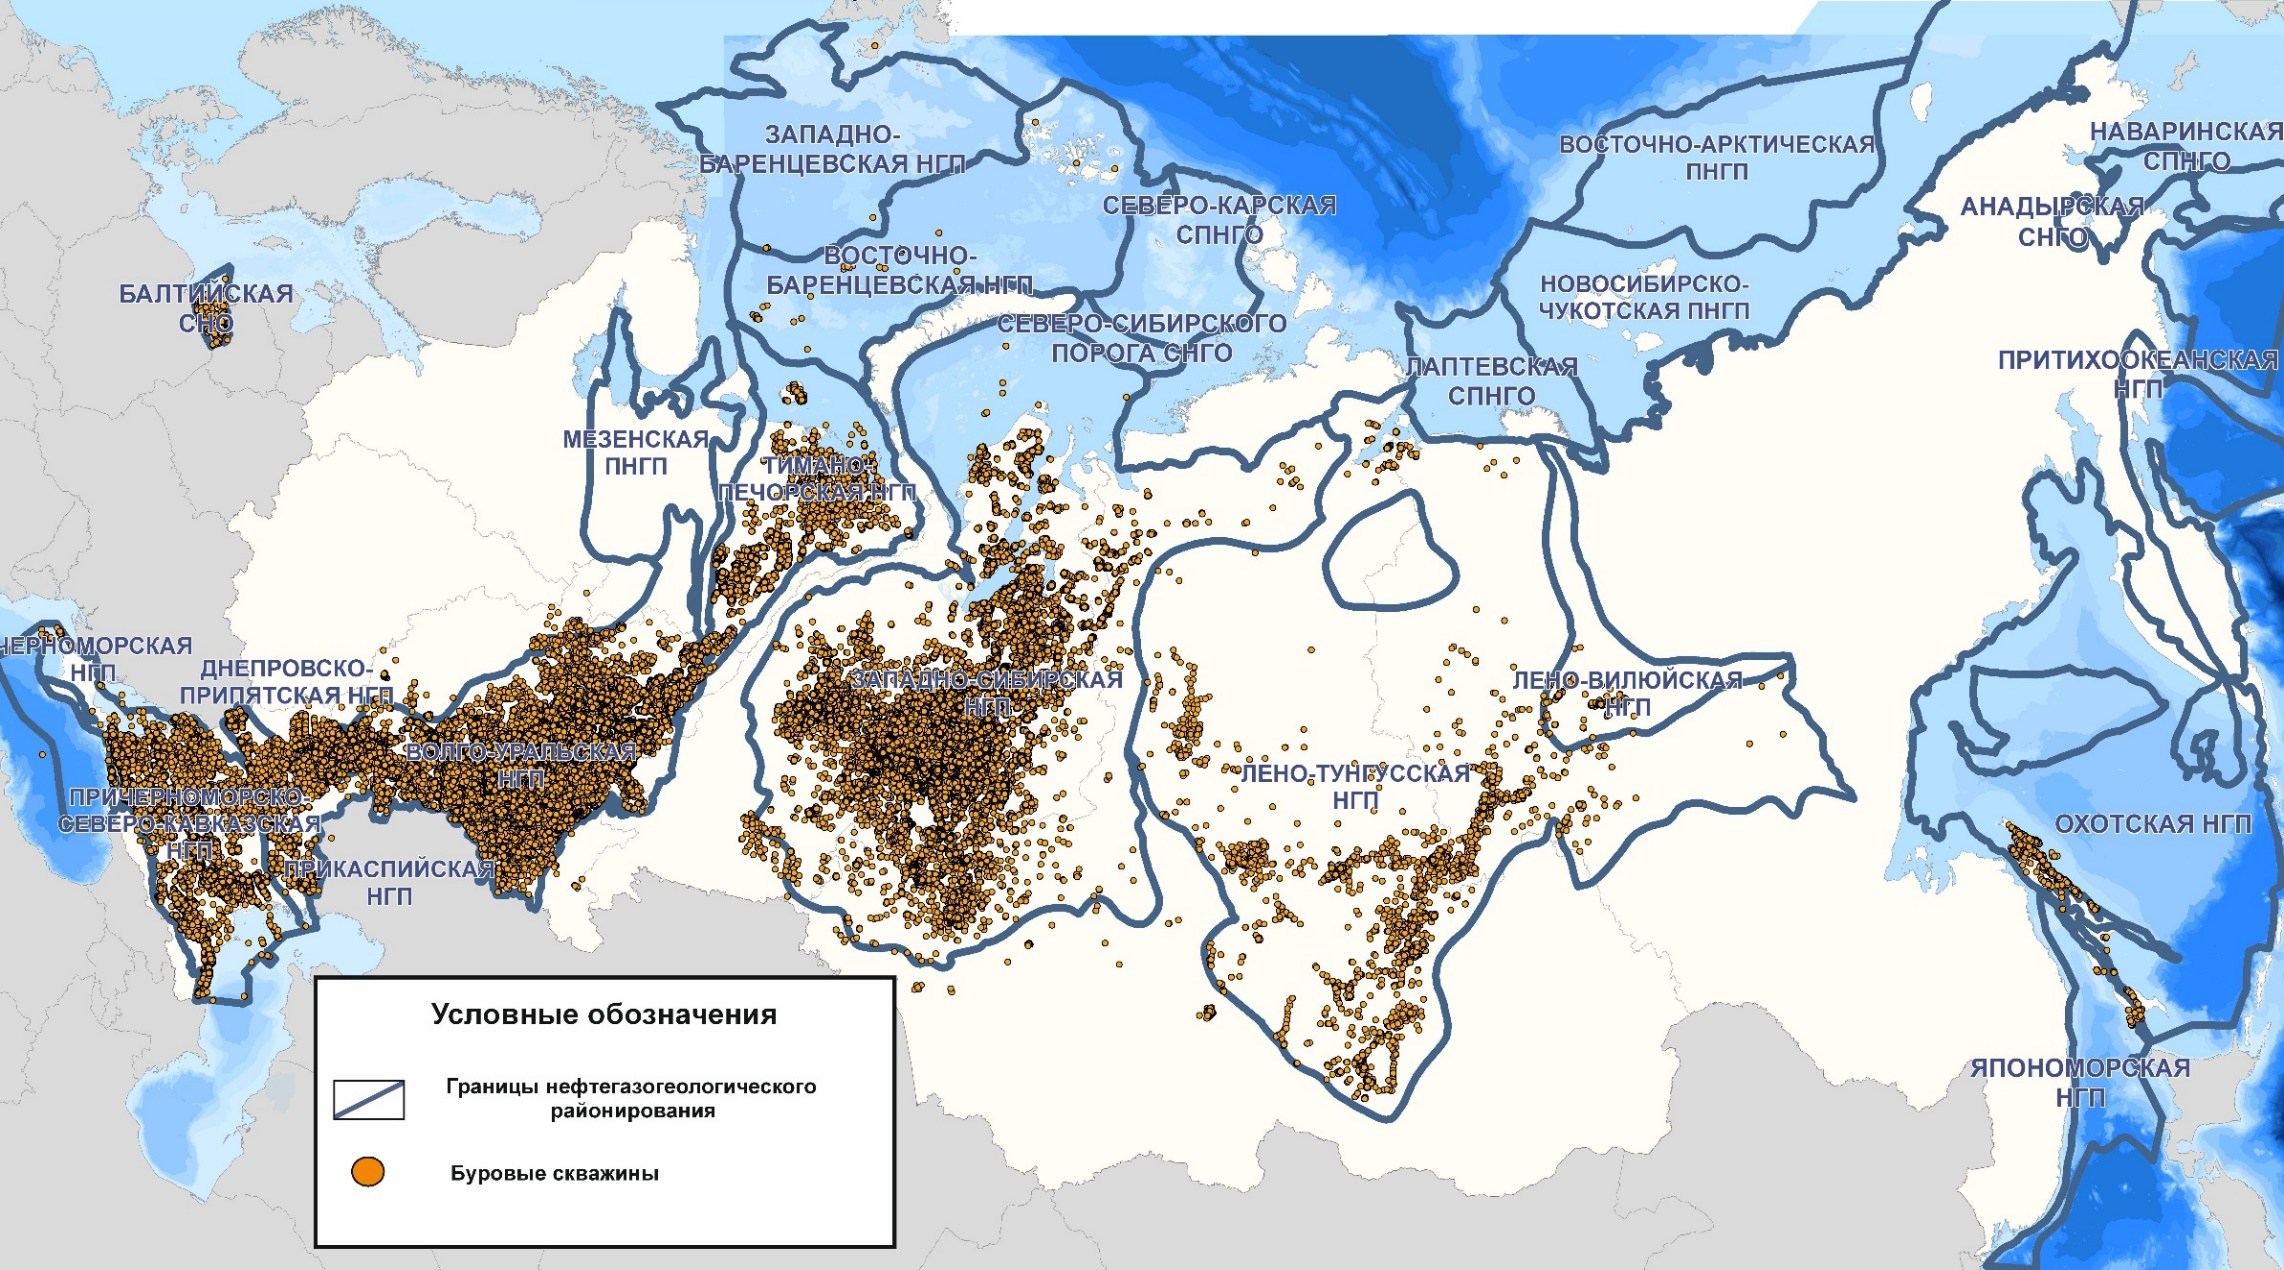 ЗАПАДНО-
БАРЕНЦЕВСКАЯ НГП
ВОСТОЧНО-АРКТИЧЕСКАЯ
ПНГП
НАВАРИНСКАЯ
СПНГО
СЕВЕРО-КАРСКАЯ
СПНГО
АНАДЫРСКАЯ
СНГО
ВОСТОЧНО-
БАРЕНЦЕВСКАЯ НГП
БАЛТИЙСКАЯ
СНО
НОВОСИБИРСКО-
ЧУКОТСКАЯ ПНГП
СЕВЕРО-СИБИРСКОГО
ПОРОГА СНГО
ЛАПТЕВСКАЯ
СПНГО
ПРИТИХООКЕАНСКАЯ
НГП
МЕЗЕНСКАЯ
ПНГП
ТИМАНО-
ПЕЧОРСКАЯ НГП
ЧЕРНОМОРСКАЯ
НГП
ДНЕПРОВСКО-
ПРИПЯТСКАЯ НГП
ЗАПАДНО-СИБИРСКАЯ
НГП
ЛЕНО-ВИЛЮЙСКАЯ
НГП
ВОЛГО-УРАЛЬСКАЯ
НГП
ЛЕНО-ТУНГУССКАЯ
НГП
ПРИЧЕРНОМОРСКО-
СЕВЕРО-КАВКАЗСКАЯ
НГП
ПРИКАСПИЙСКАЯ
НГП
ОХОТСКАЯ НГП
ЯПОНОМОРСКАЯ
НГП
Условные обозначения
Границы нефтегазогеологического
районирования
Буровые скважины